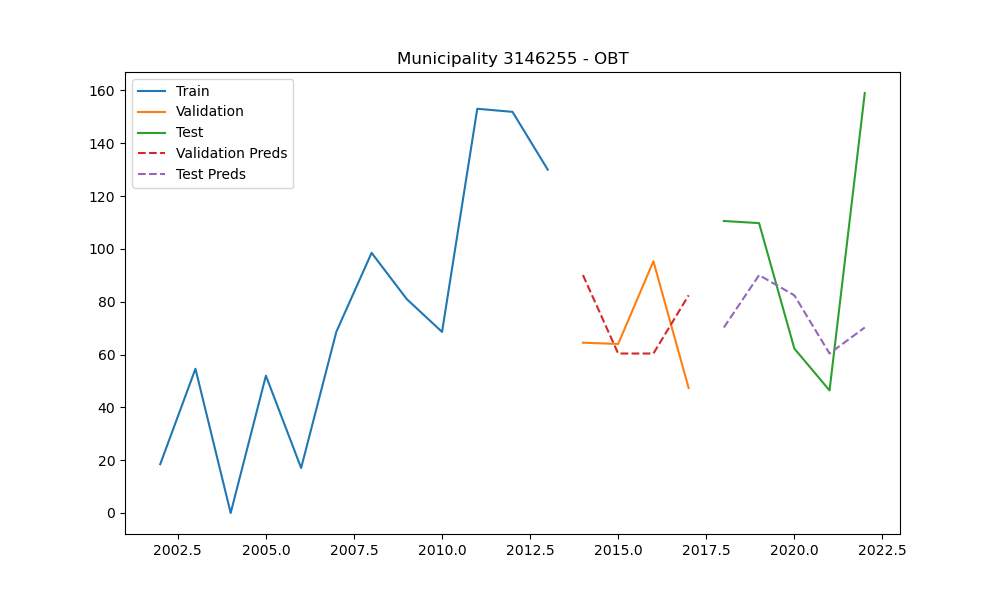 Municipality 3146255 - OBT
Train
Validation
Test
Validation Preds
Test Preds
160
140
120
100
80
60
40
20
0
2002.5 2005.0 2007.5 2010.0 2012.5 2015.0 2017.5 2020.0 2022.5